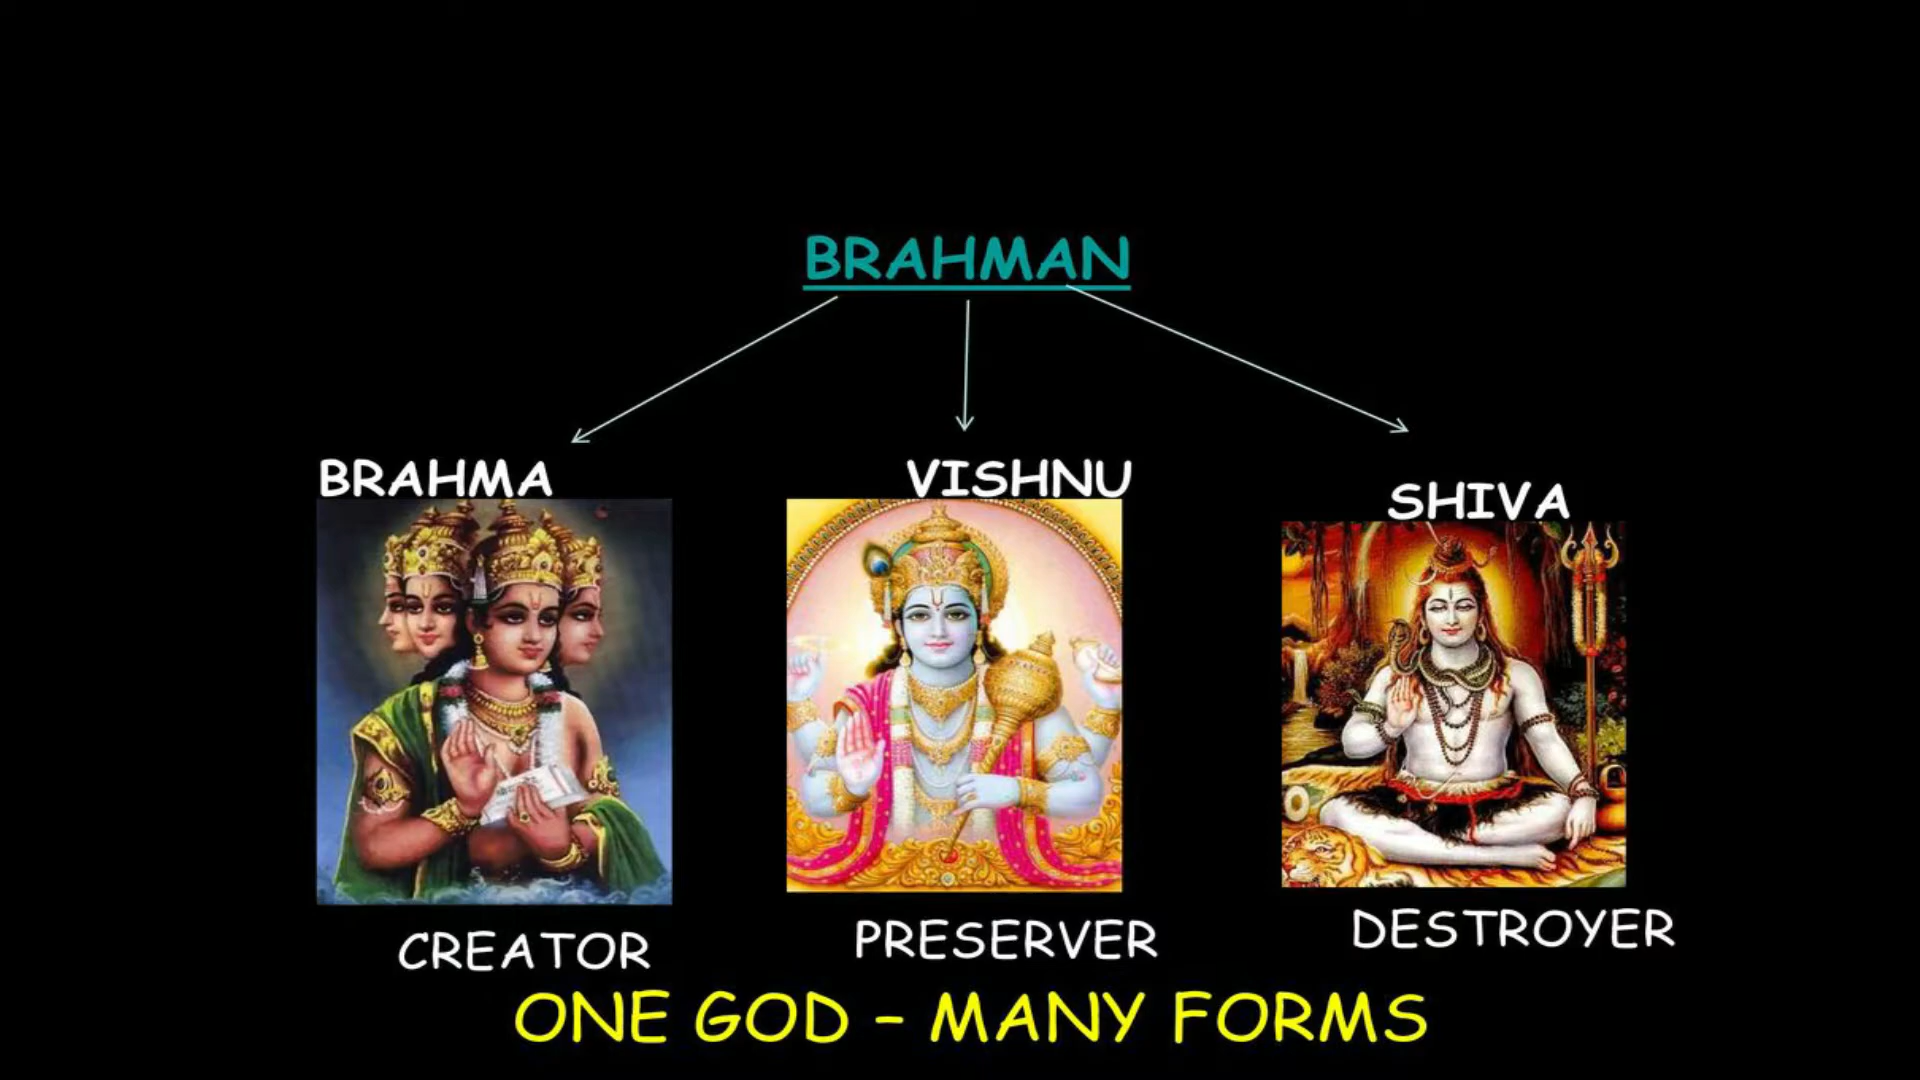 BRAHMAN
BRAHMA
VISHNU
SHIVA
CREATOR
PRESERVER
DESTROYER
ONE GOD – MANY FORMS